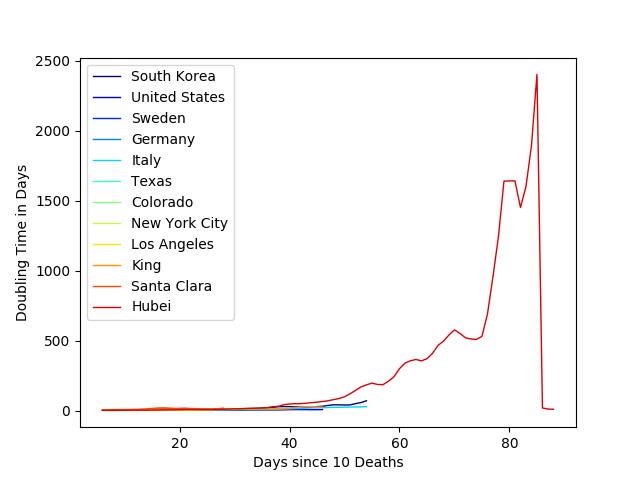 2500
2000
1500
1000
500
0
Doubling Time in Days
South Korea
United States
Sweden
Germany
Italy
Texas
Colorado
New York City
Los Angeles
King
Santa Clara
Hubei
20 40 60 80
Days since 10 Deaths